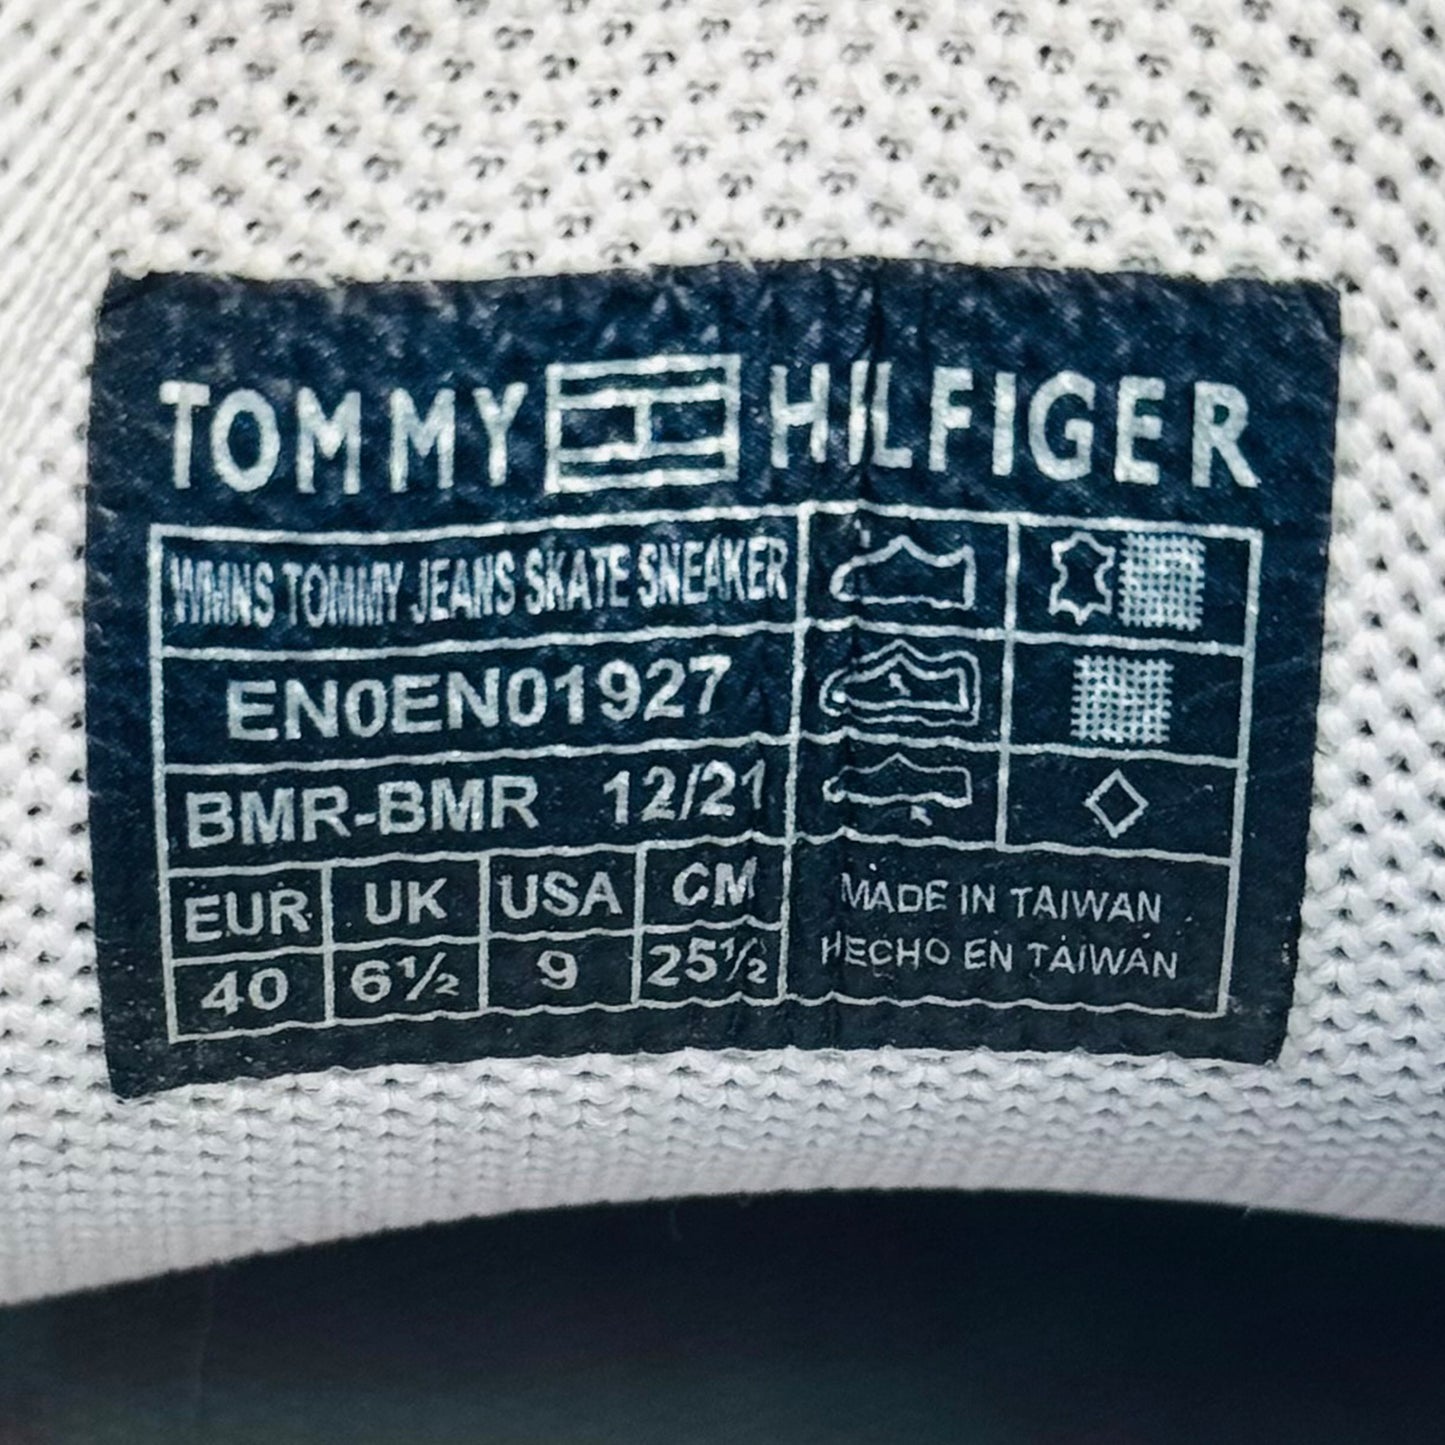 TOMMY HILFIGER
WMNS TOMMY JEANS SKATE SNEAKER
EN0EN01927
BMR-BMR 12/21
EUR UK USA CM
40 6½ 9 25½
MADE IN TAIWAN
HECHO EN TAIWAN